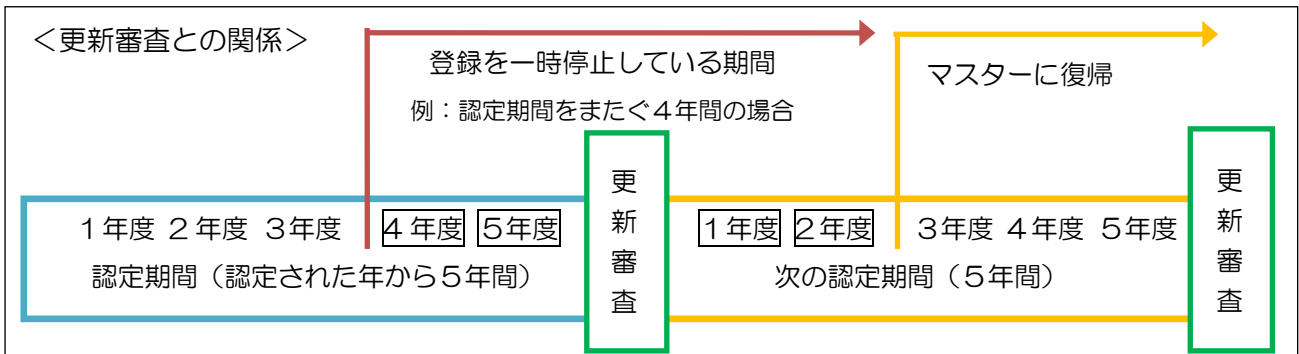 ＜更新審査との関係＞
登録を一時停止している期間
例：認定期間をまたぐ４年間の場合
マスターに復帰
１年度 ２年度 ３年度 ４年度 ５年度
認定期間（認定された年から５年間）
更新審査
１年度 ２年度 ３年度 ４年度 ５年度
次の認定期間（５年間）
更新審査